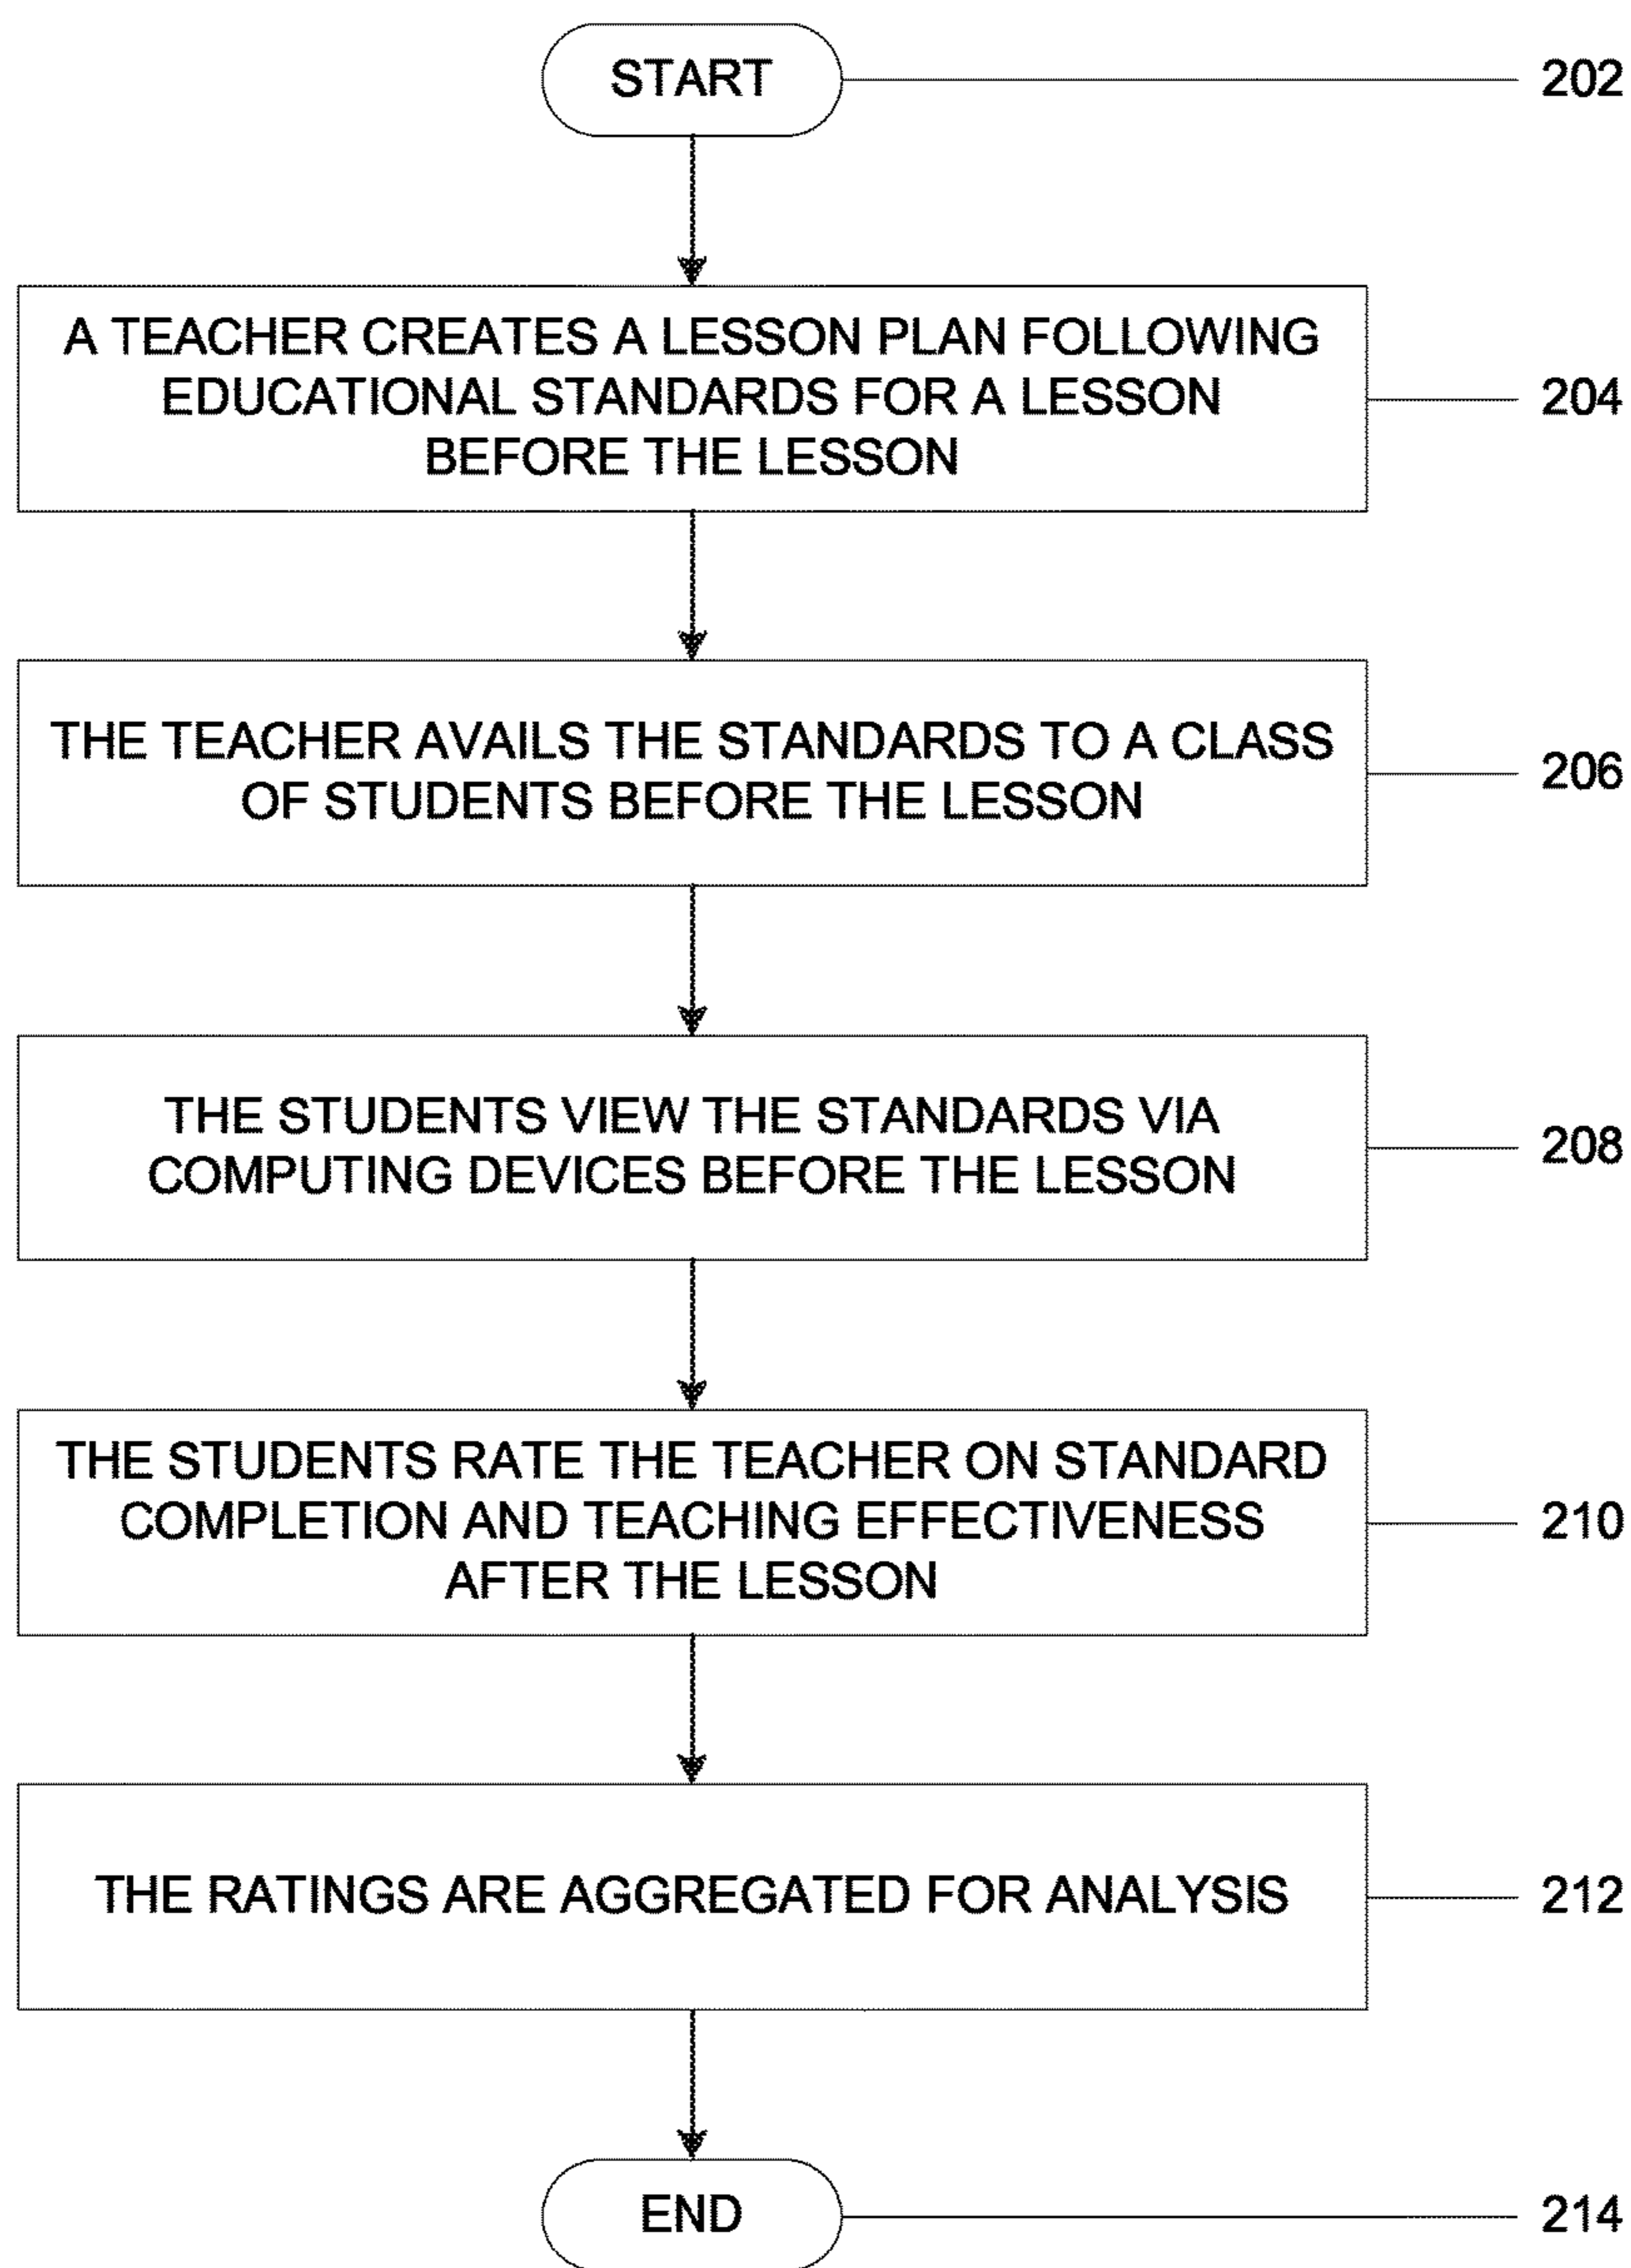 START
202
A TEACHER CREATES A LESSON PLAN FOLLOWING
EDUCATIONAL STANDARDS FOR A LESSON
BEFORE THE LESSON
204
THE TEACHER AVAILS THE STANDARDS TO A CLASS
OF STUDENTS BEFORE THE LESSON
206
THE STUDENTS VIEW THE STANDARDS VIA
COMPUTING DEVICES BEFORE THE LESSON
208
THE STUDENTS RATE THE TEACHER ON STANDARD
COMPLETION AND TEACHING EFFECTIVENESS
AFTER THE LESSON
210
THE RATINGS ARE AGGREGATED FOR ANALYSIS
212
END
214